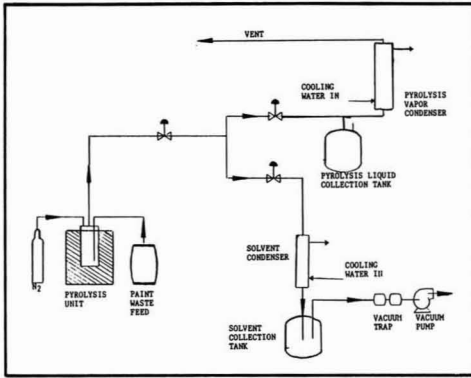 VENT
COOLING
WATER IN
PYROLYSIS
VAPOR
CONDENSER
PYROLYSIS LIQUID
COLLECTION TANK
SOLVENT
CONDENSER
COOLING
WATER IN
N2
PYROLYSIS
UNIT
PAINT
WASTE
FEED
SOLVENT
COLLECTION
TANK
VACUUM
TRAP
VACUUM
PUMP